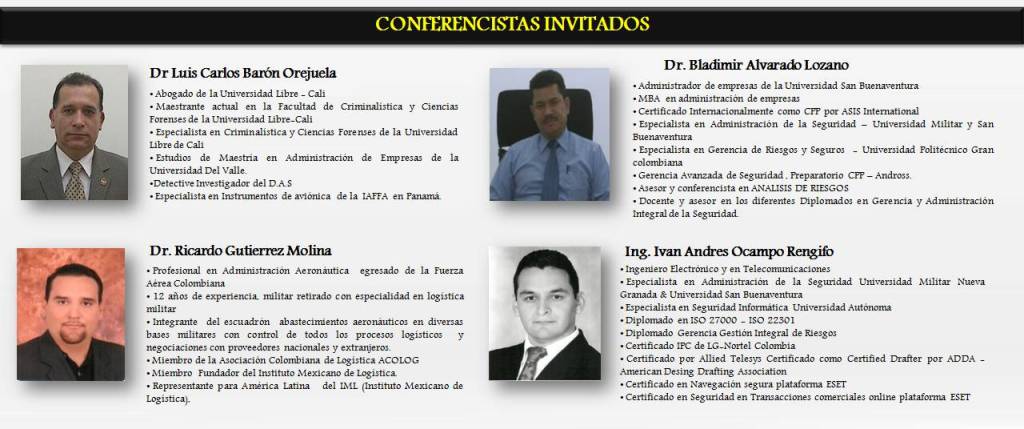 CONFERENCISTAS INVITADOS
Dr Luis Carlos Barón Orejuela
• Abogado de la Universidad Libre - Cali
• Maestrante actual en la Facultad de Criminalística y Ciencias
Forenses de la Universidad Libre-Cali
• Especialista en Criminalística y Ciencias Forenses de la Universidad
Libre de Cali
• Estudios de Maestria en Administración de Empresas de la
Universidad Del Valle.
•Detective Investigador del D.A.S
• Especialista en Instrumentos de aviónica de la IAFFA en Panamá.
Dr. Bladimir Alvarado Lozano
• Administrador de empresas de la Universidad San Buenaventura
• MBA en administración de empresas
• Certificado Internacionalmente como CPP por ASIS International
• Especialista en Administración de la Seguridad – Universidad Militar y San
Buenaventura
• Especialista en Gerencia de Riesgos y Seguros - Universidad Politécnico Gran
colombiano
• Gerencia Avanzada de Seguridad , Preparatorio CPP – Andross.
• Asesor y conferencista en ANALISIS DE RIESGOS
• Docente y asesor en los diferentes Diplomados en Gerencia y Administración
Integral de la Seguridad.
Dr. Ricardo Gutierrez Molina
• Profesional en Administración Aeronáutica egresado de la Fuerza
Aérea Colombiana
• 12 años de experiencia, militar retirado con especialidad en logística
militar
• Integrante del escuadrón abastecimientos aeronáuticos en diversas
bases militares con control de todos los procesos logísticos y
negociaciones con proveedores nacionales y extranjeros.
• Miembro de la Asociación Colombiana de Logística ACOLOG
• Miembro Fundador del Instituto Mexicano de Logística.
• Representante para América Latina del IML (Instituto Mexicano de
Logística).
Ing. Ivan Andres Ocampo Rengifo
• Ingeniero Electrónico y en Telecomunicaciones
• Especialista en Administración de la Seguridad Universidad Militar Nueva
Granada & Universidad San Buenaventura
• Especialista en Seguridad Informática Universidad Autónoma
• Diplomado en ISO 27000 - ISO 22301
• Diplomado Gerencia Gestión Integral de Riesgos
• Certificado IPC de LG-Nortel Colombia
• Certificado por Allied Telesys Certificado como Certified Drafter por ADDA -
American Desing Drafting Association
• Certificado en Navegación segura plataforma ESET
• Certificado en Seguridad en Transacciones comerciales online plataforma ESET